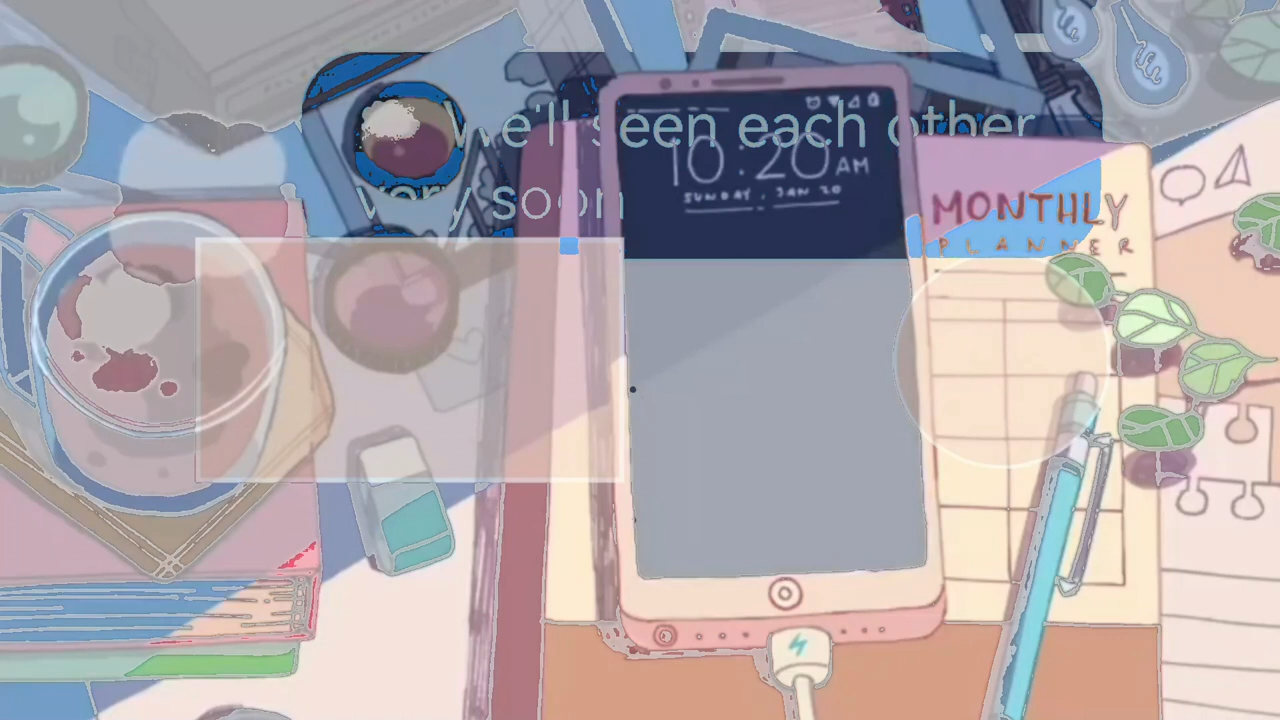 We'll seen each other
very soon
10:20 AM
SUNDAY, JAN 20
MONTHLY
PLANNER